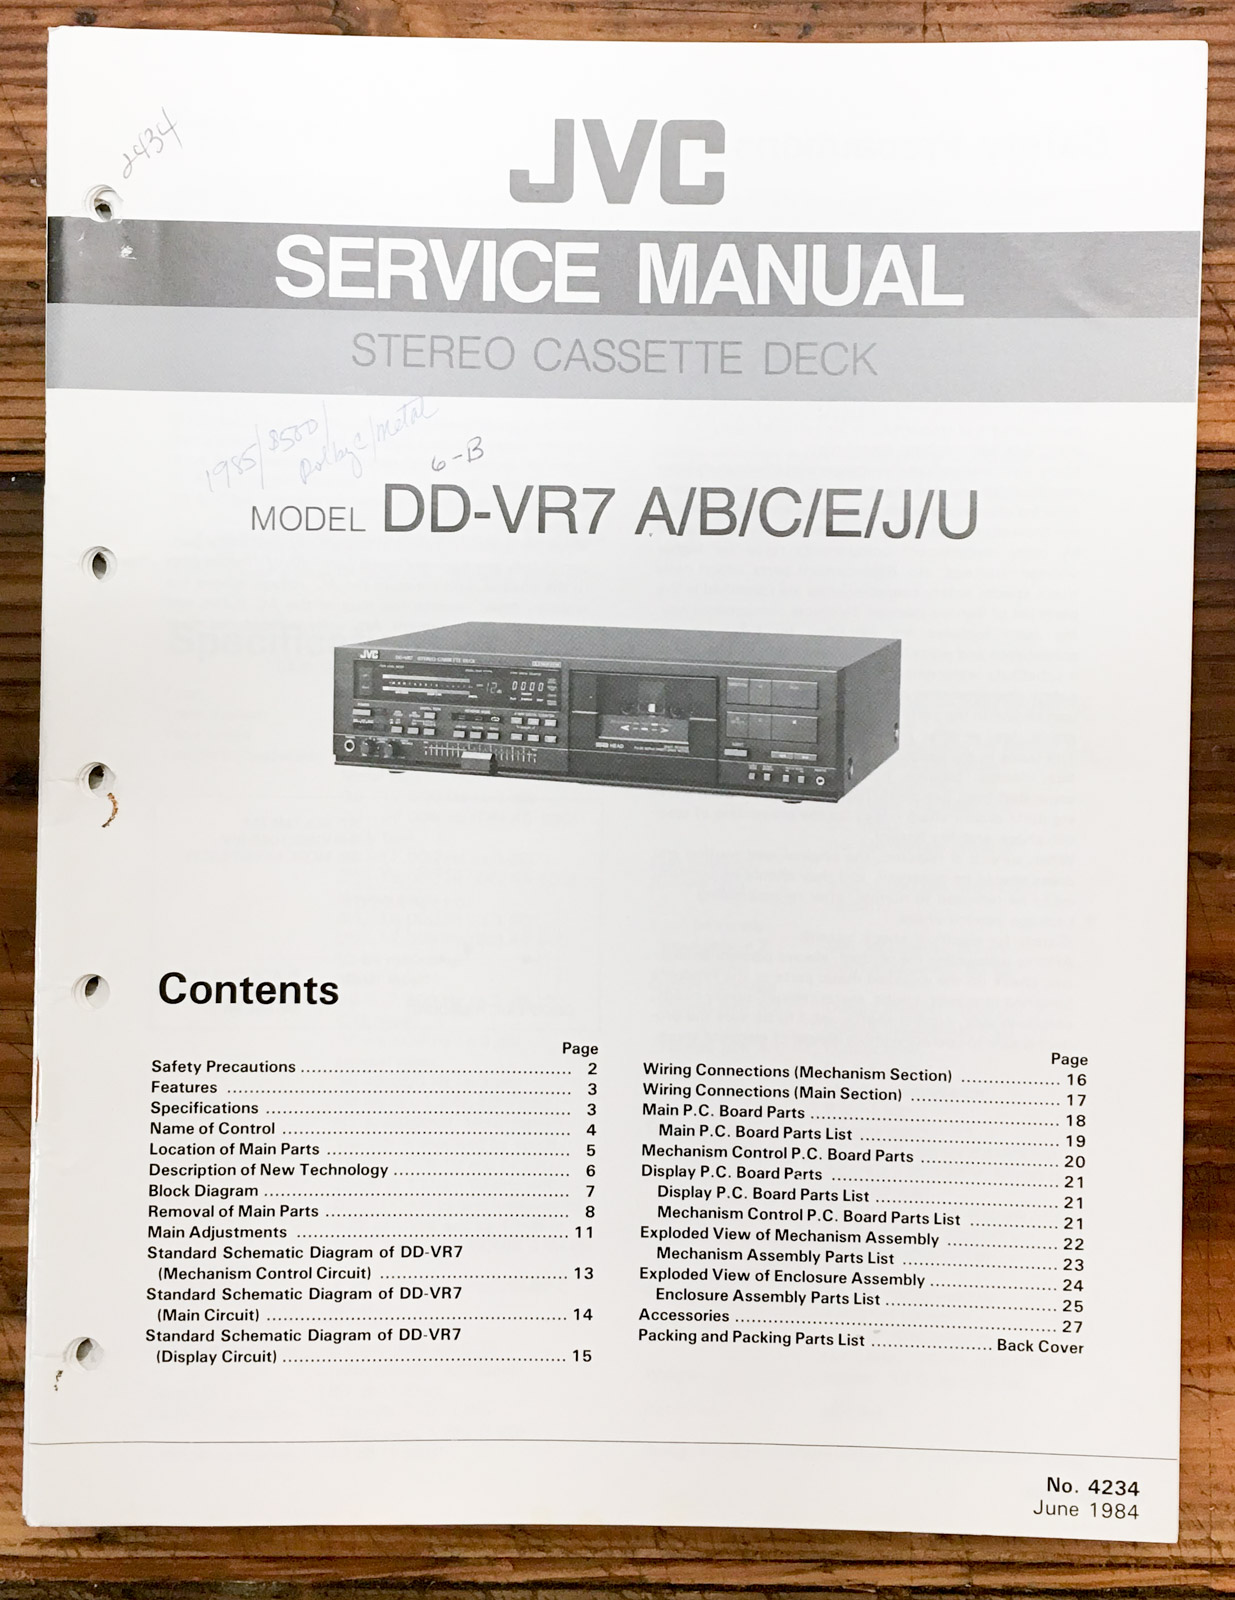 2434
JVC
SERVICE MANUAL
STEREO CASSETTE DECK
1985/$500/
Dolby C/Metal
6-B
MODEL DD-VR7 A/B/C/E/J/U
JVC
DD-VR7 STEREO CASSETTE DECK
0000
HEAD
Contents
Page
Safety Precautions ........ 2
Features ........ 3
Specifications ........ 3
Name of Control ........ 4
Location of Main Parts ........ 5
Description of New Technology ........ 6
Block Diagram ........ 7
Removal of Main Parts ........ 8
Main Adjustments ........ 11
Standard Schematic Diagram of DD-VR7
(Mechanism Control Circuit) ........ 13
Standard Schematic Diagram of DD-VR7
(Main Circuit) ........ 14
Standard Schematic Diagram of DD-VR7
(Display Circuit) ........ 15
Page
Wiring Connections (Mechanism Section) ........ 16
Wiring Connections (Main Section) ........ 17
Main P.C. Board Parts ........ 18
Main P.C. Board Parts List ........ 19
Mechanism Control P.C. Board Parts ........ 20
Display P.C. Board Parts ........ 21
Display P.C. Board Parts List ........ 21
Mechanism Control P.C. Board Parts List ........ 21
Exploded View of Mechanism Assembly ........ 22
Mechanism Assembly Parts List ........ 23
Exploded View of Enclosure Assembly ........ 24
Enclosure Assembly Parts List ........ 25
Accessories ........ 27
Packing and Packing Parts List ........ Back Cover
No. 4234
June 1984